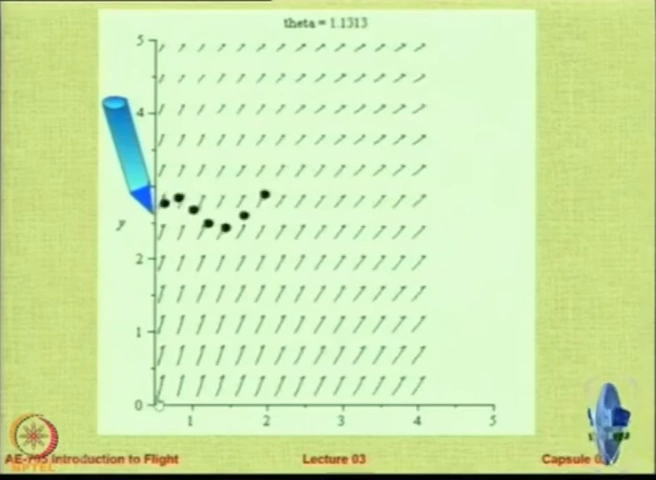 theta = 1.1313
5
4
y
2
1
0
1
2
3
4
5
NPTEL
AE-705 Introduction to Flight
Lecture 03